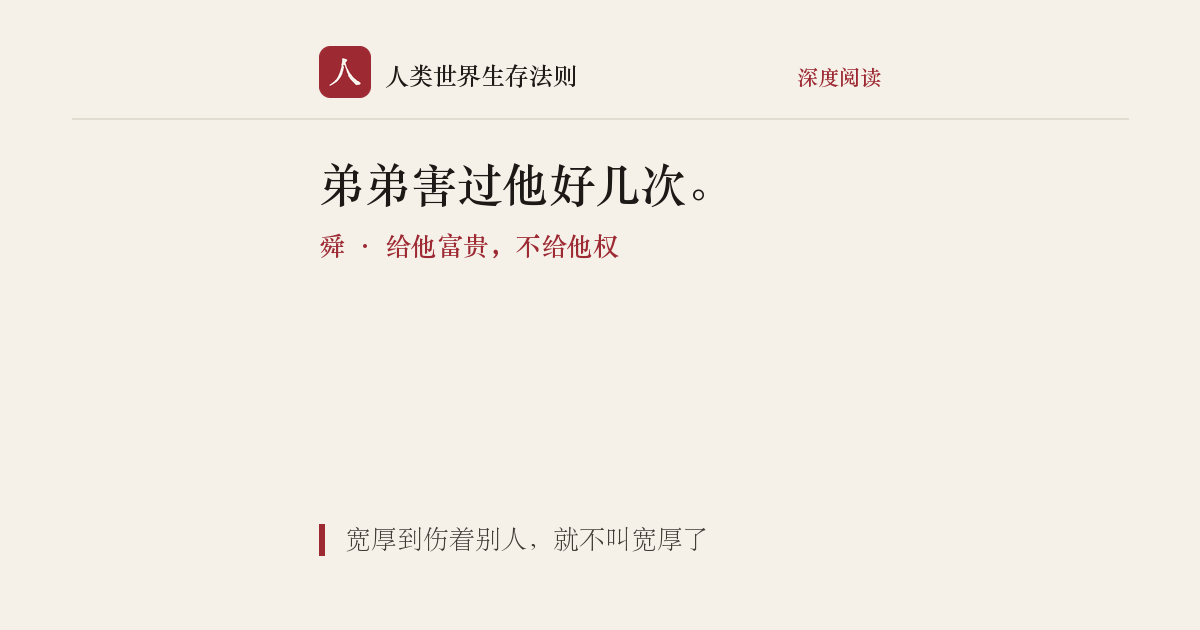 人
人类世界生存法则
深度阅读
弟弟害过他好几次。
舜 · 给他富贵，不给他权
宽厚到伤着别人，就不叫宽厚了